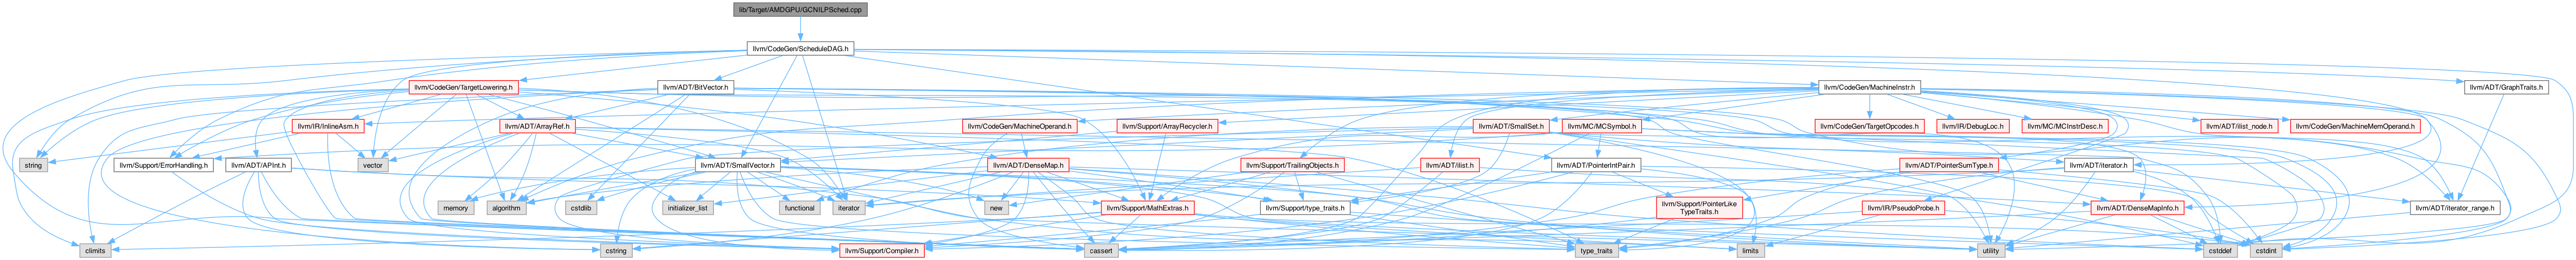 lib/Target/AMDGPU/GCNILPSched.cpp
llvm/CodeGen/ScheduleDAG.h
llvm/CodeGen/TargetLowering.h
llvm/ADT/BitVector.h
llvm/CodeGen/MachineInstr.h
llvm/ADT/GraphTraits.h
llvm/IR/InlineAsm.h
llvm/ADT/ArrayRef.h
llvm/CodeGen/MachineOperand.h
llvm/Support/ArrayRecycler.h
llvm/ADT/SmallSet.h
llvm/MC/MCSymbol.h
llvm/CodeGen/TargetOpcodes.h
llvm/IR/DebugLoc.h
llvm/MC/MCInstrDesc.h
llvm/ADT/ilist_node.h
llvm/CodeGen/MachineMemOperand.h
string
llvm/Support/ErrorHandling.h
llvm/ADT/APInt.h
vector
llvm/ADT/SmallVector.h
llvm/ADT/DenseMap.h
llvm/Support/TrailingObjects.h
llvm/ADT/ilist.h
llvm/ADT/PointerIntPair.h
llvm/ADT/PointerSumType.h
llvm/ADT/iterator.h
memory
algorithm
cstdlib
initializer_list
functional
iterator
new
llvm/Support/MathExtras.h
llvm/Support/type_traits.h
llvm/Support/PointerLike
TypeTraits.h
llvm/IR/PseudoProbe.h
llvm/ADT/DenseMapInfo.h
llvm/ADT/iterator_range.h
climits
cstring
llvm/Support/Compiler.h
cassert
type_traits
limits
utility
cstddef
cstdint